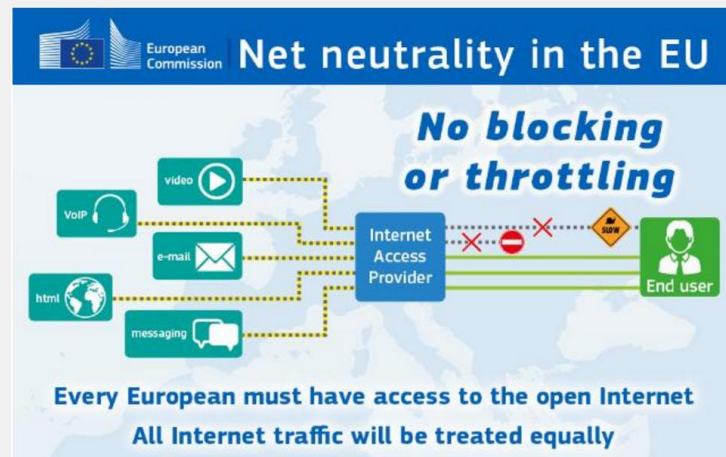 European
Commission
Net neutrality in the EU
No blocking
or throttling
video
VoIP
e-mail
html
messaging
Internet
Access
Provider
SLOW
End user
Every European must have access to the open Internet
All Internet traffic will be treated equally